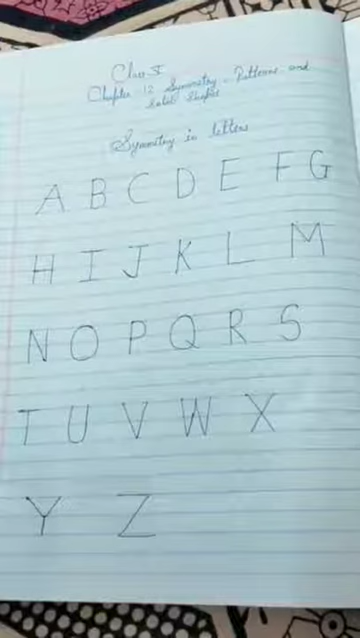 Class V
Chapter 12 Symmetry, Patterns and
Solid Shapes
Symmetry in letters
A B C D E F G
H I J K L M
N O P Q R S
T U V W X
Y Z